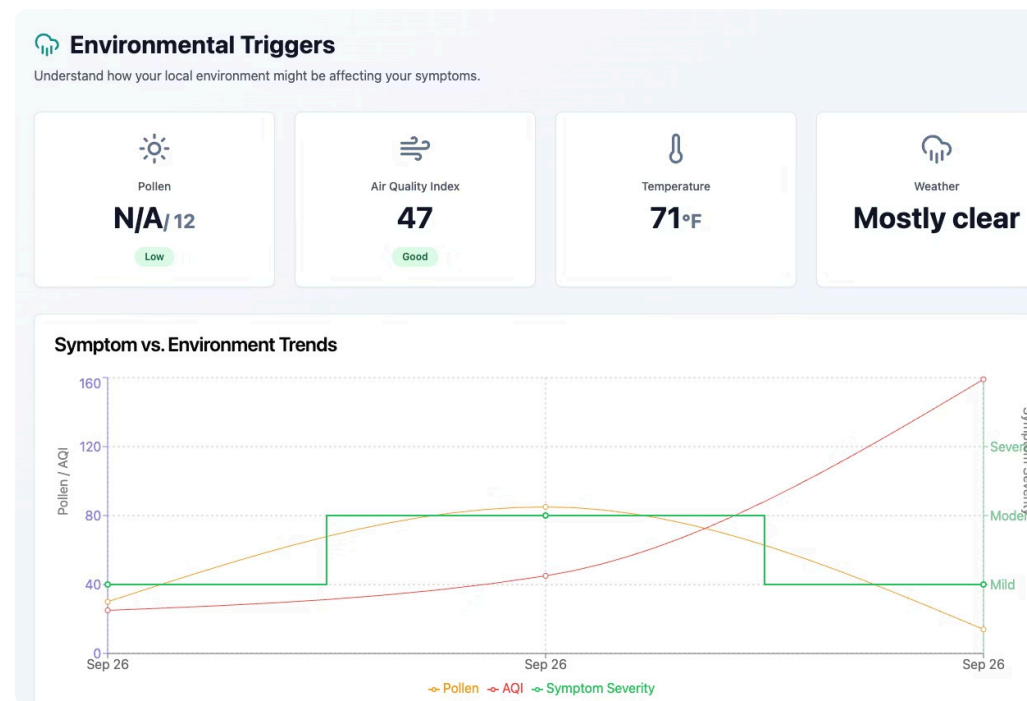 Environmental Triggers
Understand how your local environment might be affecting your symptoms.
Pollen
N/A/ 12
Low
Air Quality Index
47
Good
Temperature
71°F
Weather
Mostly clear
Symptom vs. Environment Trends
Pollen / AQI
160
120
80
40
0
Sep 26
Sep 26
Sep 26
Mild
Pollen
AQI
Symptom Severity